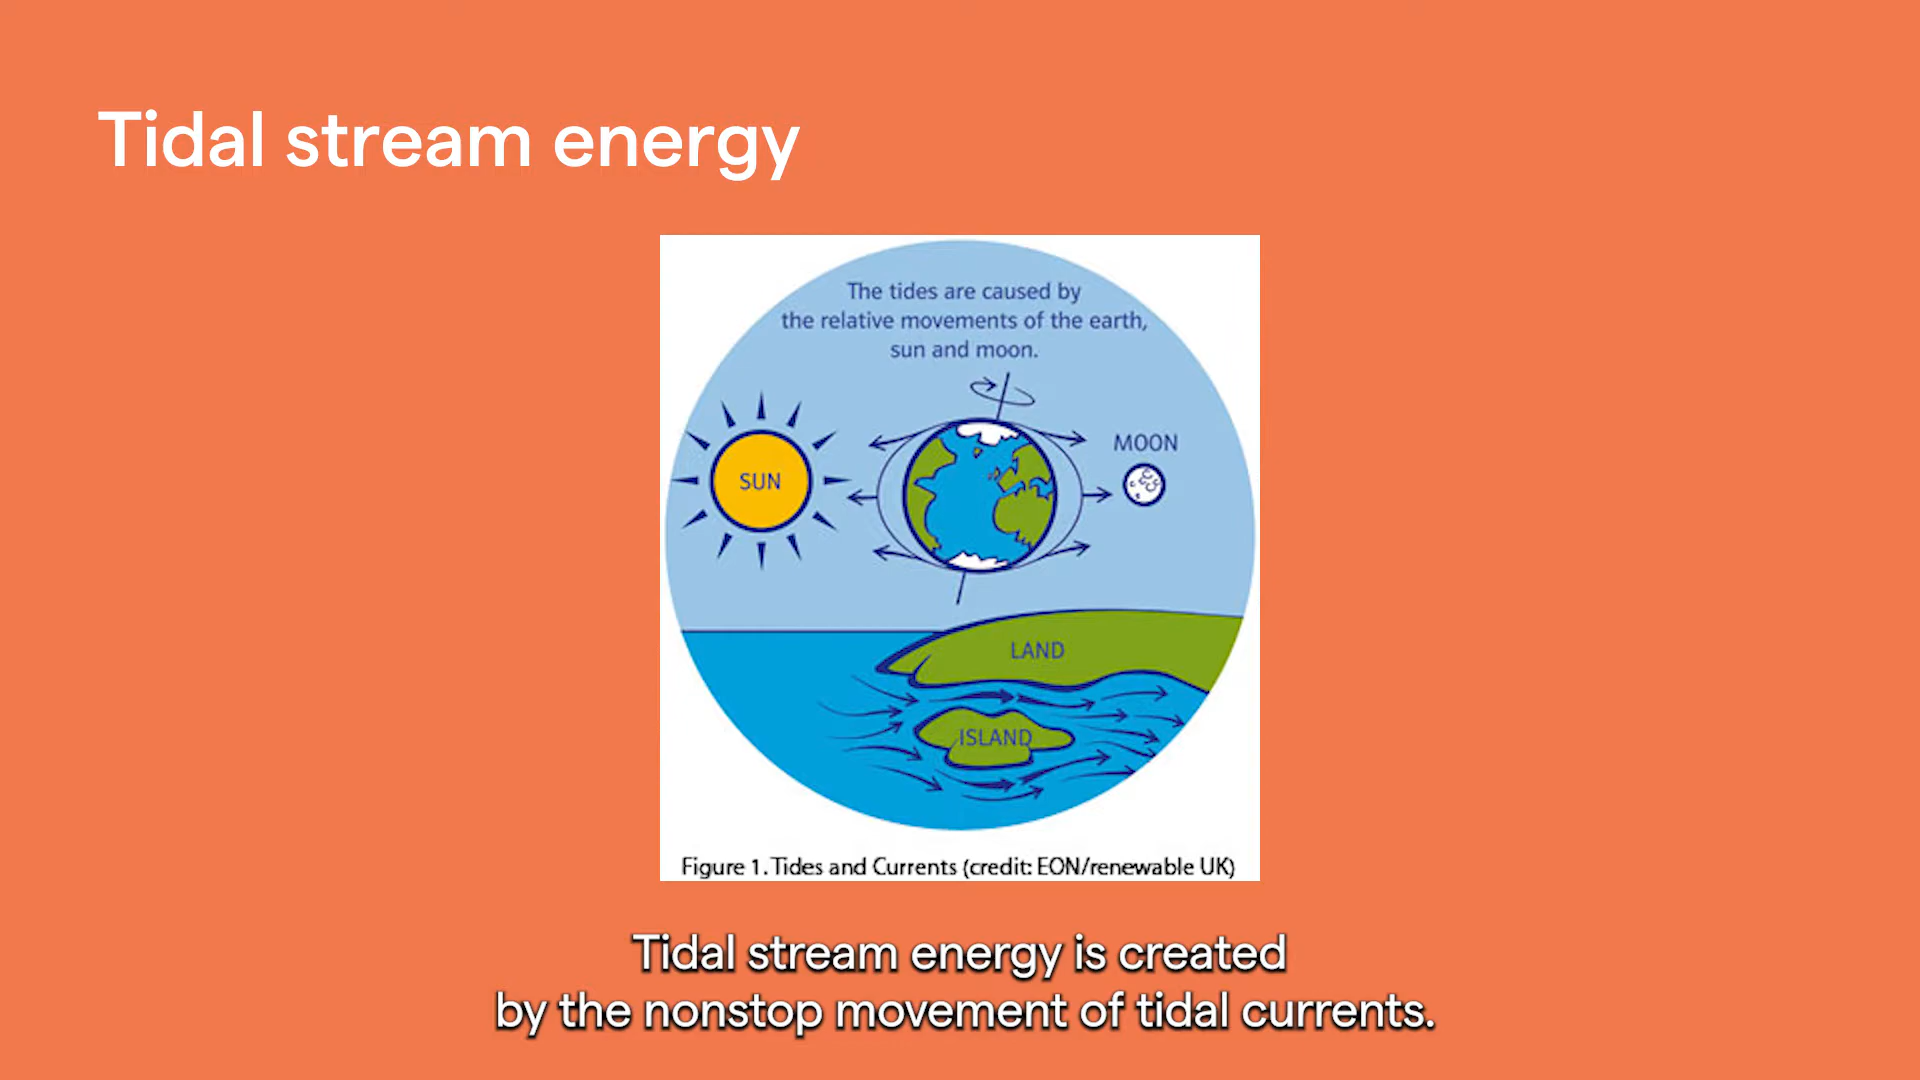 Tidal stream energy
The tides are caused by
the relative movements of the earth,
sun and moon.
MOON
SUN
LAND
ISLAND
Figure 1. Tides and Currents (credit: EON/renewable UK)
Tidal stream energy is created
by the nonstop movement of tidal currents.